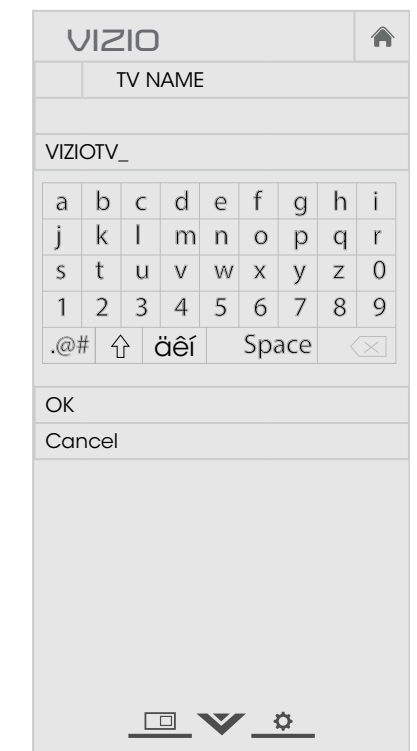 VIZIO
TV NAME
VIZIOTV_
a b c d e f g h i
j k l m n o p q r
s t u v w x y z 0
1 2 3 4 5 6 7 8 9
.@# äêí Space
OK
Cancel